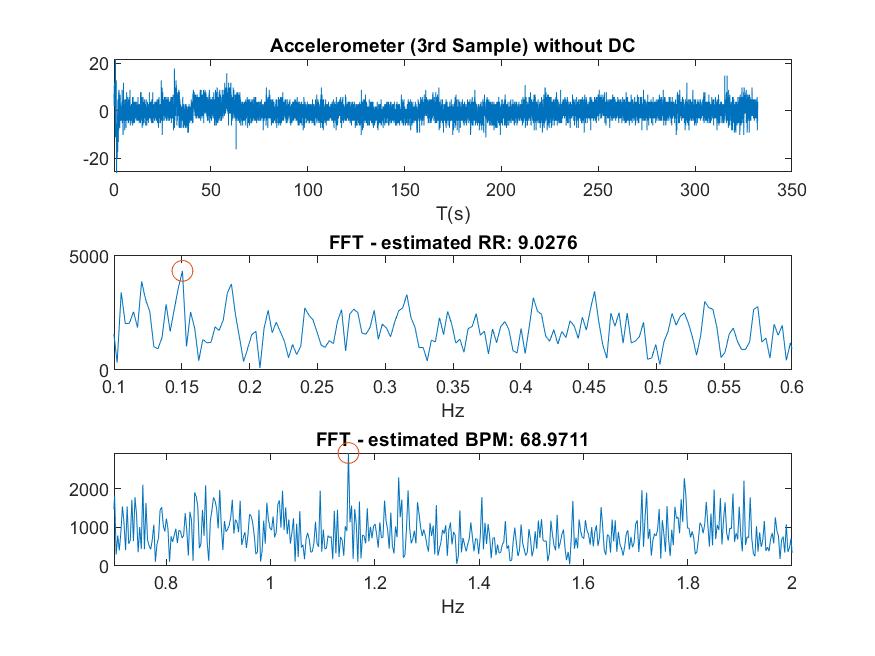 Accelerometer (3rd Sample) without DC
20
0
-20
0 50 100 150 200 250 300 350
T(s)
FFT - estimated RR: 9.0276
5000
0
0.1 0.15 0.2 0.25 0.3 0.35 0.4 0.45 0.5 0.55 0.6
Hz
FFT - estimated BPM: 68.9711
2000
1000
0
0.8 1 1.2 1.4 1.6 1.8 2
Hz